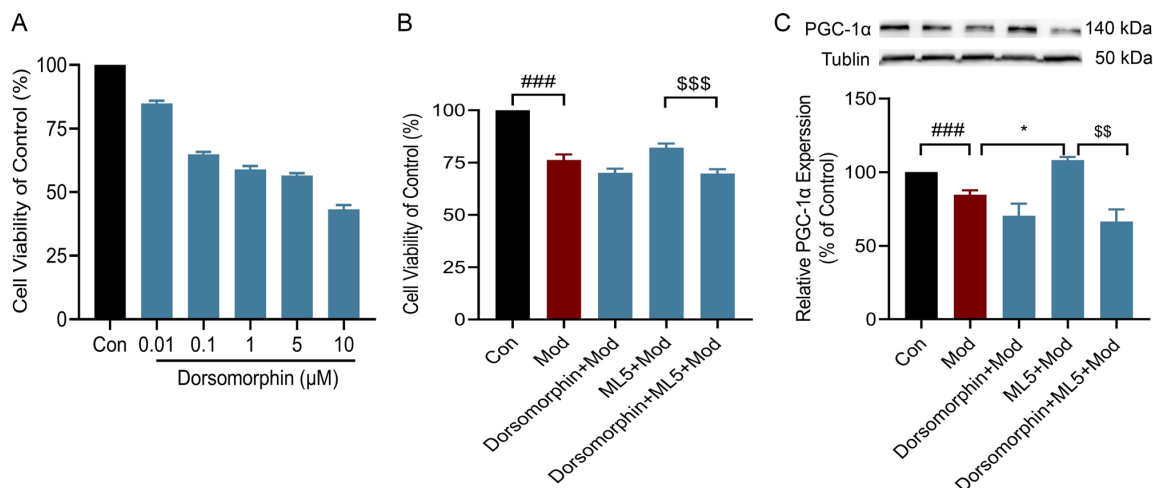 A
Cell Viability of Control (%)
100
75
50
25
0
Con 0.01 0.1 1 5 10
Dorsomorphin (μM)
B
Cell Viability of Control (%)
100
75
50
25
0
###
$$$
Con
Mod
Dorsomorphin+Mod
ML5+Mod
Dorsomorphin+ML5+Mod
C
PGC-1α 140 kDa
Tublin 50 kDa
Relative PGC-1α Experssion
(% of Control)
150
100
50
0
###
*
$$
Con
Mod
Dorsomorphin+Mod
ML5+Mod
Dorsomorphin+ML5+Mod